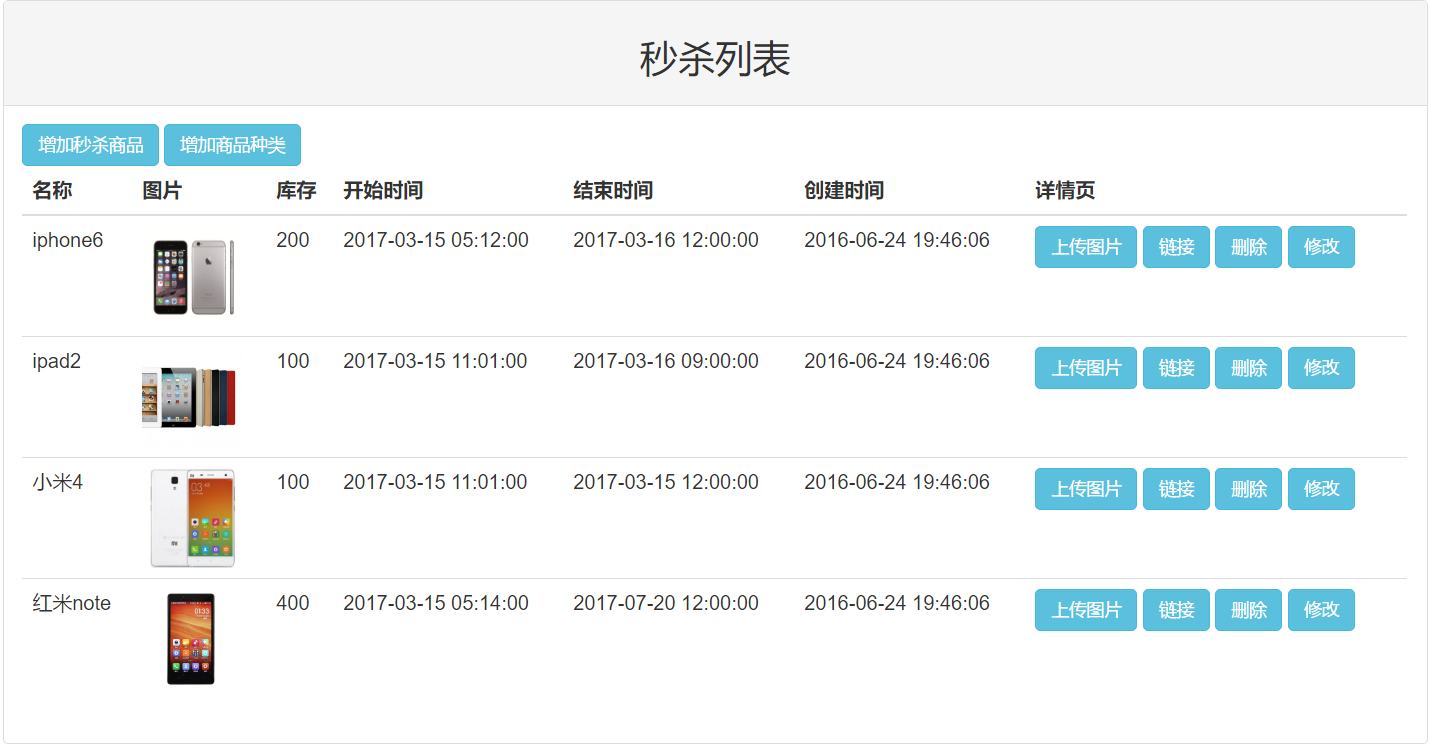 秒杀列表
增加秒杀商品 增加商品种类
名称 图片 库存 开始时间 结束时间 创建时间 详情页
iphone6 200 2017-03-15 05:12:00 2017-03-16 12:00:00 2016-06-24 19:46:06 上传图片 链接 删除 修改
ipad2 100 2017-03-15 11:01:00 2017-03-16 09:00:00 2016-06-24 19:46:06 上传图片 链接 删除 修改
小米4 100 2017-03-15 11:01:00 2017-03-15 12:00:00 2016-06-24 19:46:06 上传图片 链接 删除 修改
红米note 400 2017-03-15 05:14:00 2017-07-20 12:00:00 2016-06-24 19:46:06 上传图片 链接 删除 修改